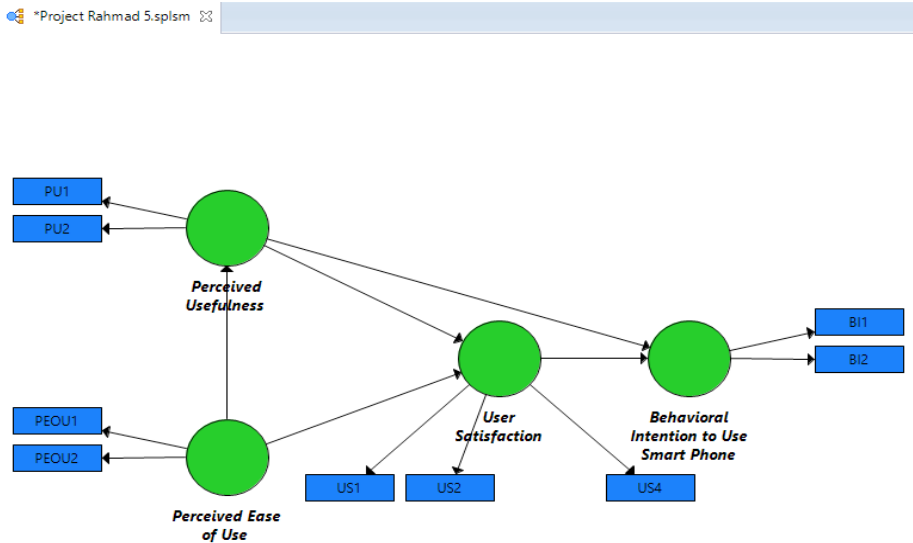 *Project Rahmad 5.splsm
PU1
PU2
Perceived
Usefulness
BI1
BI2
PEOU1
PEOU2
User
Satisfaction
Behavioral
Intention to Use
Smart Phone
US1
US2
US4
Perceived Ease
of Use